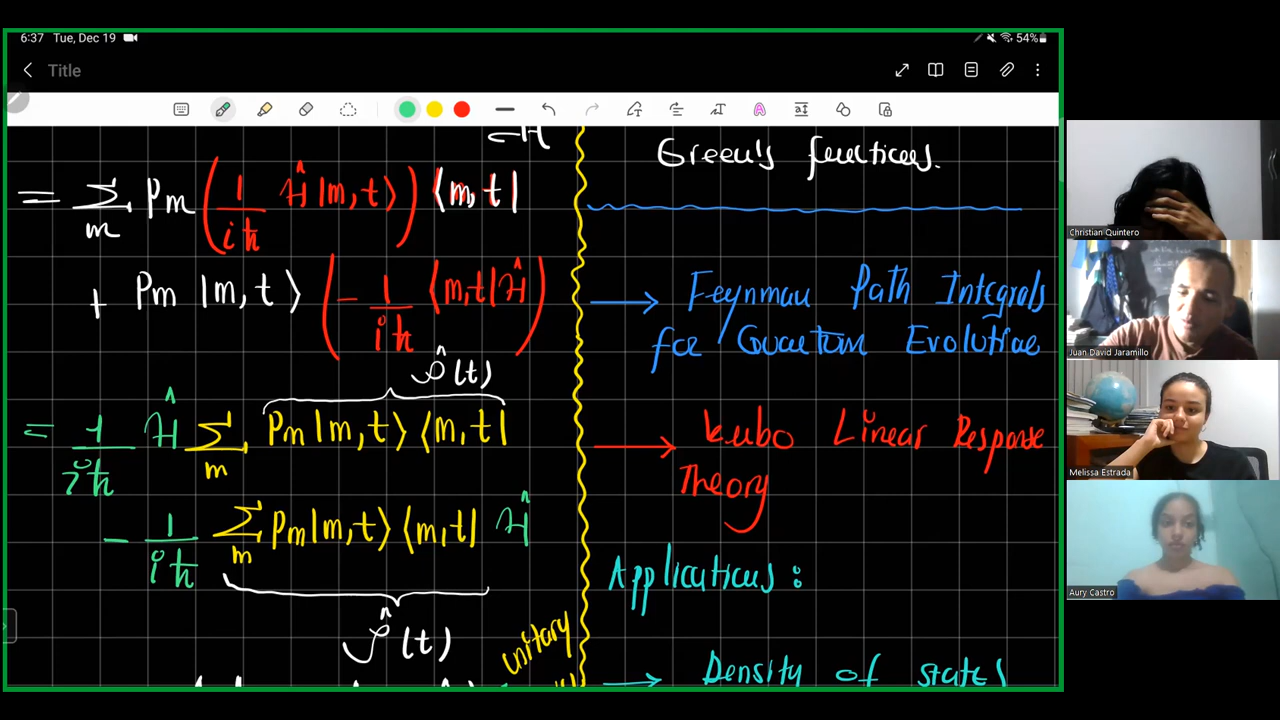 6:37 Tue, Dec 19
54%
Title
Green's functions.
= Σ_m Pm (1/iħ Ĥ |m,t⟩) ⟨m,t|
+ Pm |m,t⟩ (- 1/iħ ⟨m,t|Ĥ)
ρ̂(t)
= 1/iħ Ĥ Σ_m Pm |m,t⟩⟨m,t|
- 1/iħ Σ_m Pm |m,t⟩⟨m,t| Ĥ
ρ̂(t)
unitary
→ Feynman Path Integrals
for Quantum Evolution
→ Kubo Linear Response
Theory
Applications:
→ Density of states
Christian Quintero
Juan David Jaramillo
Melissa Estrada
Aury Castro